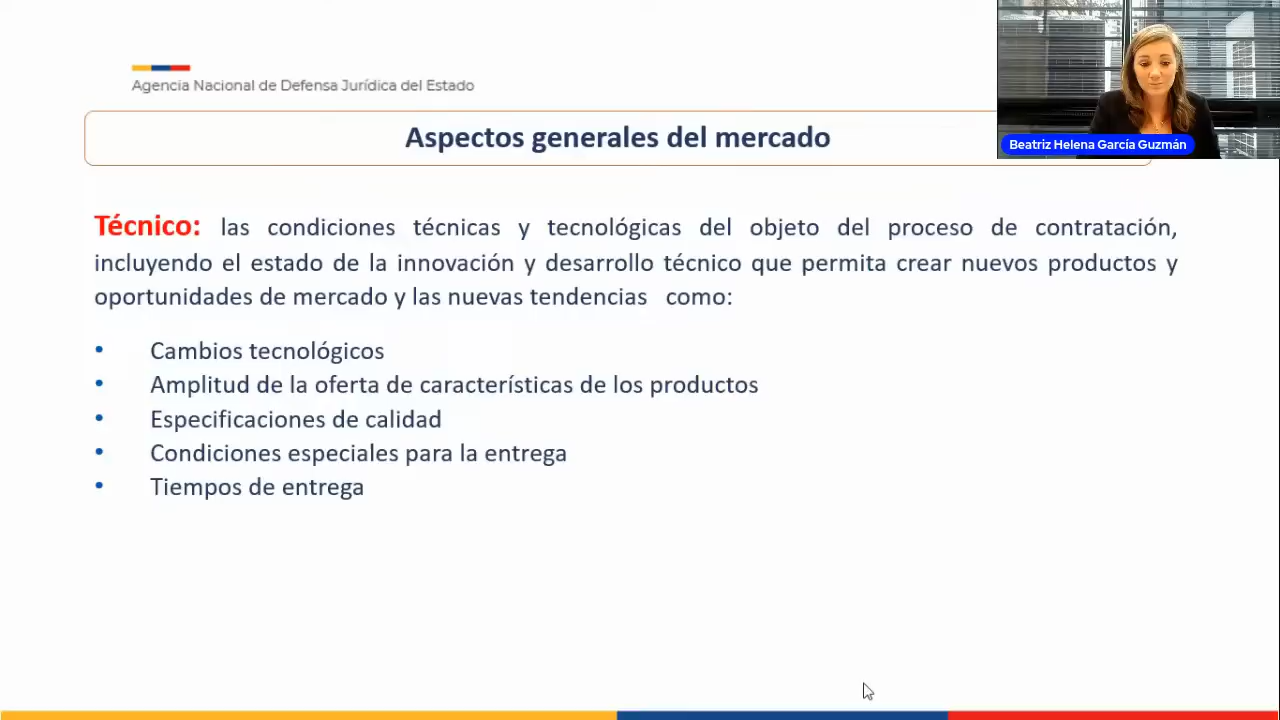 Agencia Nacional de Defensa Jurídica del Estado
Aspectos generales del mercado
Beatriz Helena García Guzmán
Técnico: las condiciones técnicas y tecnológicas del objeto del proceso de contratación,
incluyendo el estado de la innovación y desarrollo técnico que permita crear nuevos productos y
oportunidades de mercado y las nuevas tendencias como:
• Cambios tecnológicos
• Amplitud de la oferta de características de los productos
• Especificaciones de calidad
• Condiciones especiales para la entrega
• Tiempos de entrega